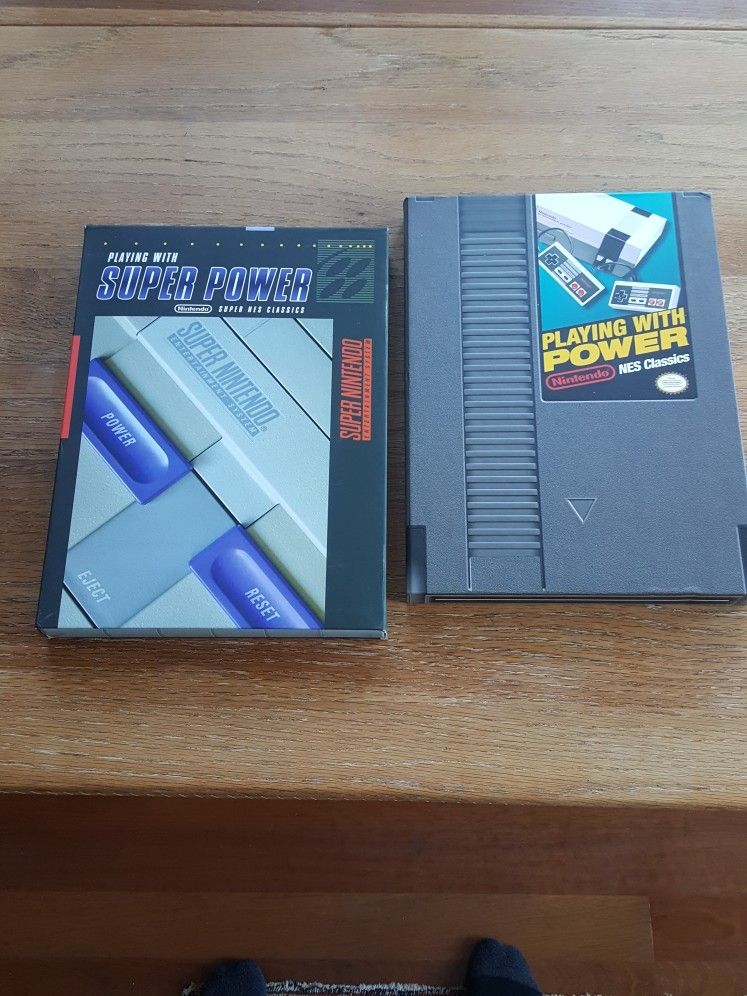 PLAYING WITH
SUPER POWER
Nintendo SUPER NES CLASSICS
SUPER NINTENDO
ENTERTAINMENT SYSTEM
SUPER NINTENDO
ENTERTAINMENT SYSTEM®
POWER
EJECT
RESET
PLAYING WITH
POWER
Nintendo NES Classics